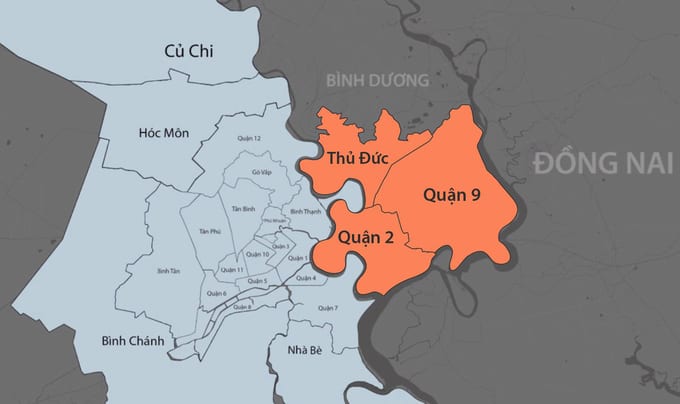 Củ Chi
BÌNH DƯƠNG
Hóc Môn
Quận 12
Thủ Đức
ĐỒNG NAI
Gò Vấp
Quận 9
Tân Bình
Bình Thạnh
Phú Nhuận
Tân Phú
Quận 2
Quận 3
Quận 10
Quận 1
Bình Tân
Quận 11
Quận 5
Quận 4
Quận 6
Quận 8
Quận 7
Bình Chánh
Nhà Bè